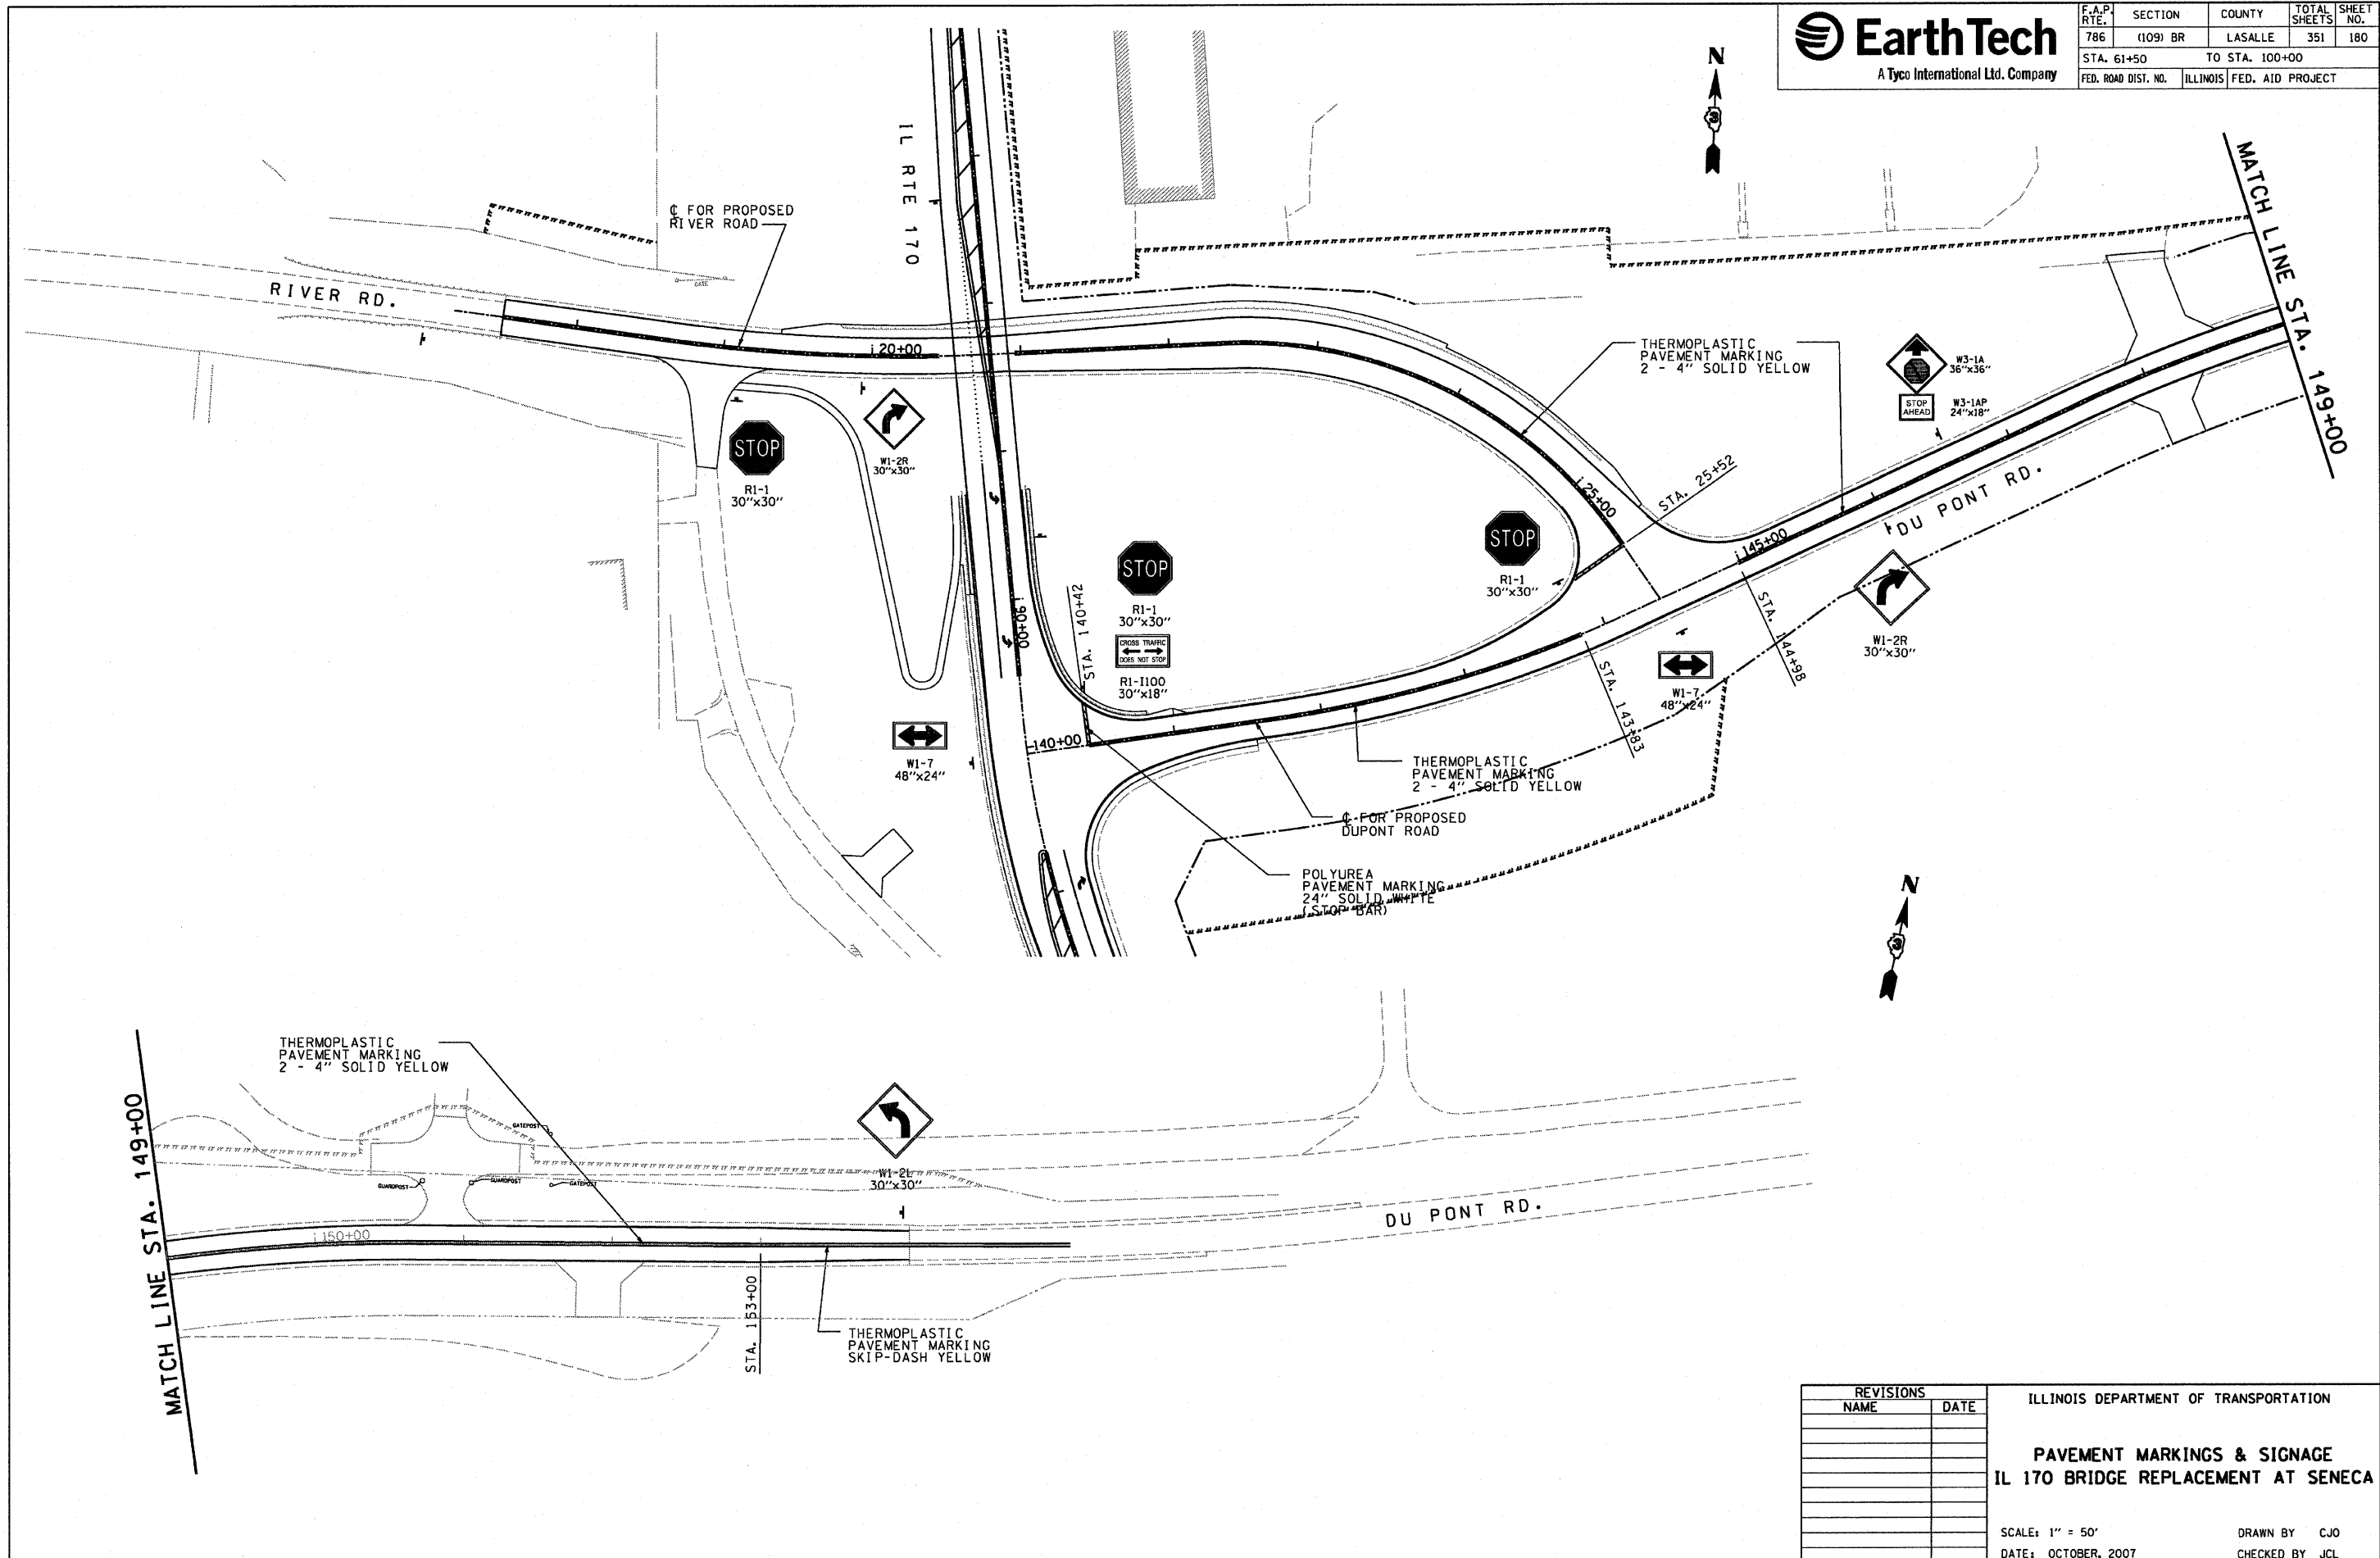 EarthTech
A Tyco International Ltd. Company
F.A.P. RTE. SECTION COUNTY TOTAL SHEETS SHEET NO.
786 (109) BR LASALLE 351 180
STA. 61+50 TO STA. 100+00
FED. ROAD DIST. NO. ILLINOIS FED. AID PROJECT
N
3
IL RTE 170
MATCH LINE STA. 149+00
℄ FOR PROPOSED
RIVER ROAD
RIVER RD.
GATE
20+00
THERMOPLASTIC
PAVEMENT MARKING
2 - 4" SOLID YELLOW
W3-1A
36"x36"
STOP
AHEAD
W3-1AP
24"x18"
STOP
R1-1
30"x30"
W1-2R
30"x30"
STA. 25+52
25+00
DU PONT RD.
145+00
STOP
R1-1
30"x30"
STOP
R1-1
30"x30"
CROSS TRAFFIC
DOES NOT STOP
R1-I100
30"x18"
90+00
STA. 140+42
STA. 144+98
W1-2R
30"x30"
W1-7
48"x24"
STA. 143+83
140+00
W1-7
48"x24"
THERMOPLASTIC
PAVEMENT MARKING
2 - 4" SOLID YELLOW
℄ FOR PROPOSED
DUPONT ROAD
POLYUREA
PAVEMENT MARKING
24" SOLID WHITE
(STOP BAR)
N
3
MATCH LINE STA. 149+00
THERMOPLASTIC
PAVEMENT MARKING
2 - 4" SOLID YELLOW
GATEPOST
GUARDPOST
GUARDPOST
GATEPOST
W1-2L
30"x30"
150+00
DU PONT RD.
STA. 153+00
THERMOPLASTIC
PAVEMENT MARKING
SKIP-DASH YELLOW
REVISIONS
NAME DATE
ILLINOIS DEPARTMENT OF TRANSPORTATION
PAVEMENT MARKINGS & SIGNAGE
IL 170 BRIDGE REPLACEMENT AT SENECA
SCALE: 1" = 50' DRAWN BY CJO
DATE: OCTOBER, 2007 CHECKED BY JCL